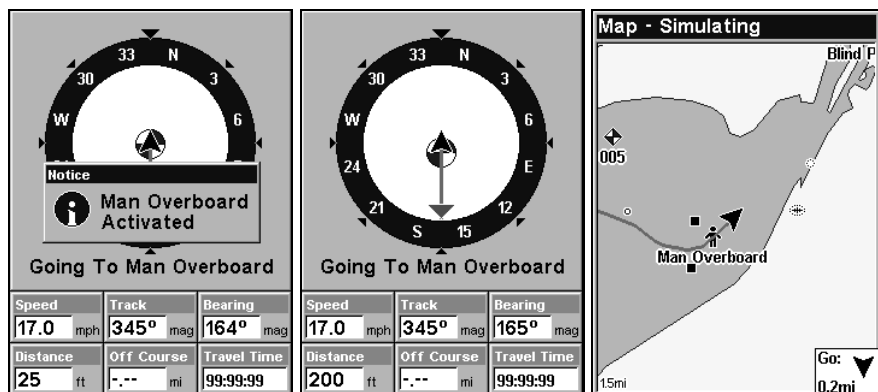 33 N
30 3
W 6
Notice
Man Overboard
Activated
Going To Man Overboard
Speed Track Bearing
17.0 mph 345° mag 164° mag
Distance Off Course Travel Time
25 ft -.-- mi 99:99:99
33 N
30 3
W 6
24 E
21 12
S 15
Going To Man Overboard
Speed Track Bearing
17.0 mph 345° mag 165° mag
Distance Off Course Travel Time
200 ft -.-- mi 99:99:99
Map - Simulating
Blind P
005
Man Overboard
Go:
1.5mi 0.2mi